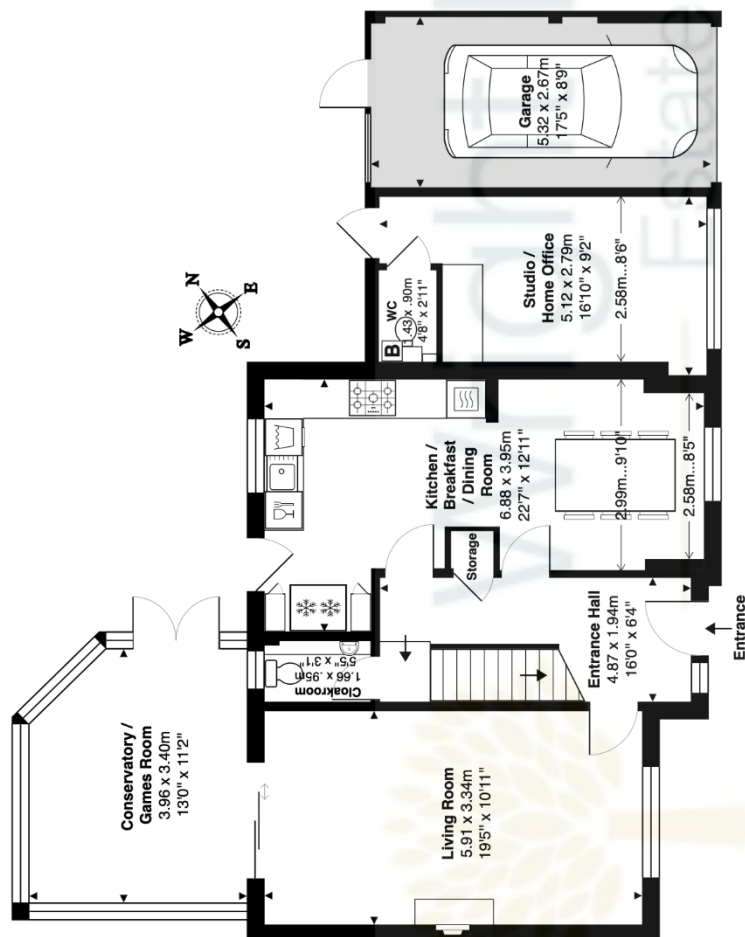 Conservatory /
Games Room
3.96 x 3.40m
13'0" x 11'2"
Living Room
5.91 x 3.34m
19'5" x 10'11"
Cloakroom
1.66 x .95m
5'5" x 3'1"
Entrance Hall
4.87 x 1.94m
16'0" x 6'4"
Entrance
Storage
Kitchen /
Breakfast
/ Dining
Room
6.88 x 3.95m
22'7" x 12'11"
2.99m...9'10"
2.58m...8'5"
WC
1.43 x .90m
4'8" x 2'11"
B
Studio /
Home Office
5.12 x 2.79m
16'10" x 9'2"
2.58m...8'6"
Garage
5.32 x 2.67m
17'5" x 8'9"
N
E
S
W
Estate